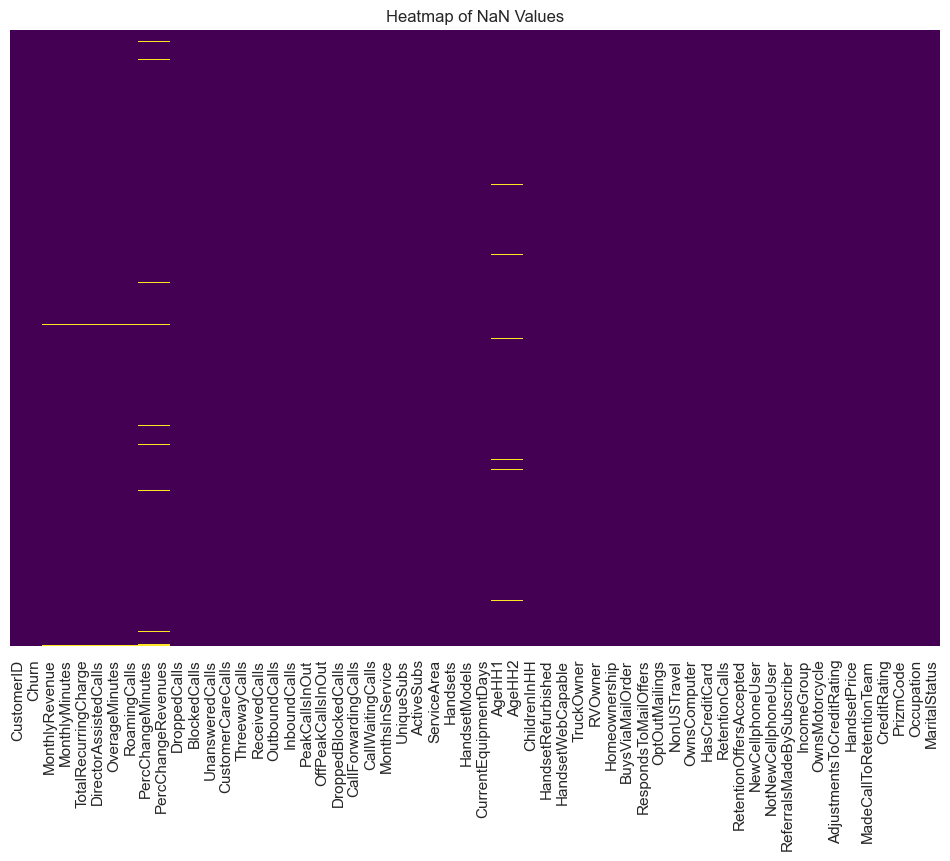 Heatmap of NaN Values
CustomerID
Churn
MonthlyRevenue
MonthlyMinutes
TotalRecurringCharge
DirectorAssistedCalls
OverageMinutes
RoamingCalls
PercChangeMinutes
PercChangeRevenues
DroppedCalls
BlockedCalls
UnansweredCalls
CustomerCareCalls
ThreewayCalls
ReceivedCalls
OutboundCalls
InboundCalls
PeakCallsInOut
OffPeakCallsInOut
DroppedBlockedCalls
CallForwardingCalls
CallWaitingCalls
MonthsInService
UniqueSubs
ActiveSubs
ServiceArea
Handsets
HandsetModels
CurrentEquipmentDays
AgeHH1
AgeHH2
ChildrenInHH
HandsetRefurbished
HandsetWebCapable
TruckOwner
RVOwner
Homeownership
BuysViaMailOrder
RespondsToMailOffers
OptOutMailings
NonUSTravel
OwnsComputer
HasCreditCard
RetentionCalls
RetentionOffersAccepted
NewCellphoneUser
NotNewCellphoneUser
ReferralsMadeBySubscriber
IncomeGroup
OwnsMotorcycle
AdjustmentsToCreditRating
HandsetPrice
MadeCallToRetentionTeam
CreditRating
PrizmCode
Occupation
MaritalStatus